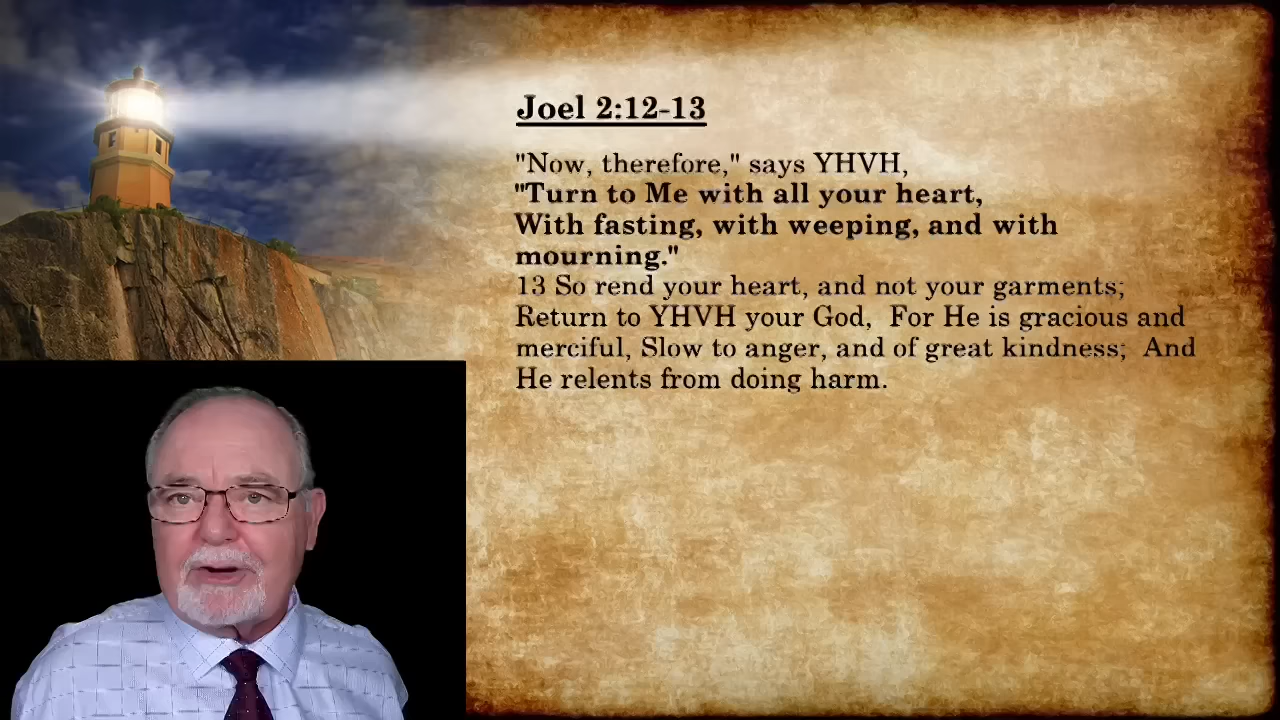 Joel 2:12-13
"Now, therefore," says YHVH,
"Turn to Me with all your heart,
With fasting, with weeping, and with
mourning."
13 So rend your heart, and not your garments;
Return to YHVH your God,  For He is gracious and
merciful, Slow to anger, and of great kindness;  And
He relents from doing harm.